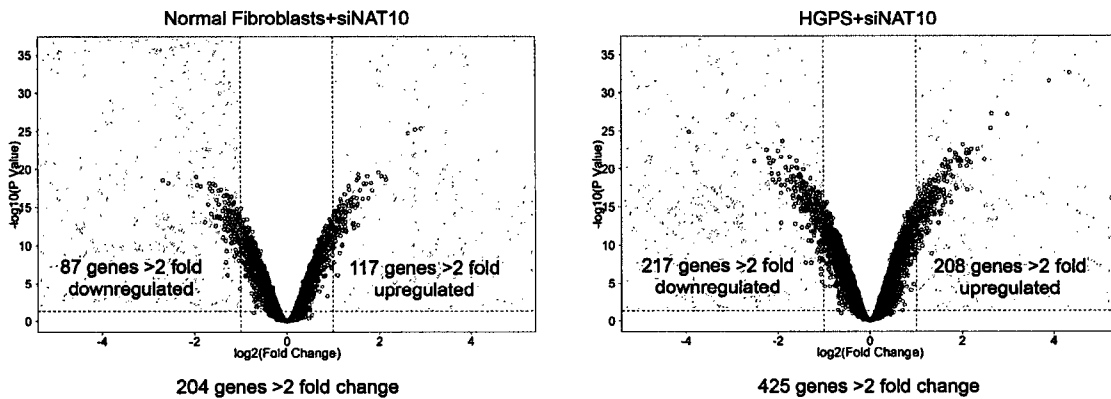 Normal Fibroblasts+siNAT10
35
30
25
20
15
10
5
0
-log10(P Value)
87 genes >2 fold
downregulated
117 genes >2 fold
upregulated
-4
-2
0
2
4
log2(Fold Change)
204 genes >2 fold change
HGPS+siNAT10
35
30
25
20
15
10
5
0
-log10(P Value)
217 genes >2 fold
downregulated
208 genes >2 fold
upregulated
-4
-2
0
2
4
log2(Fold Change)
425 genes >2 fold change